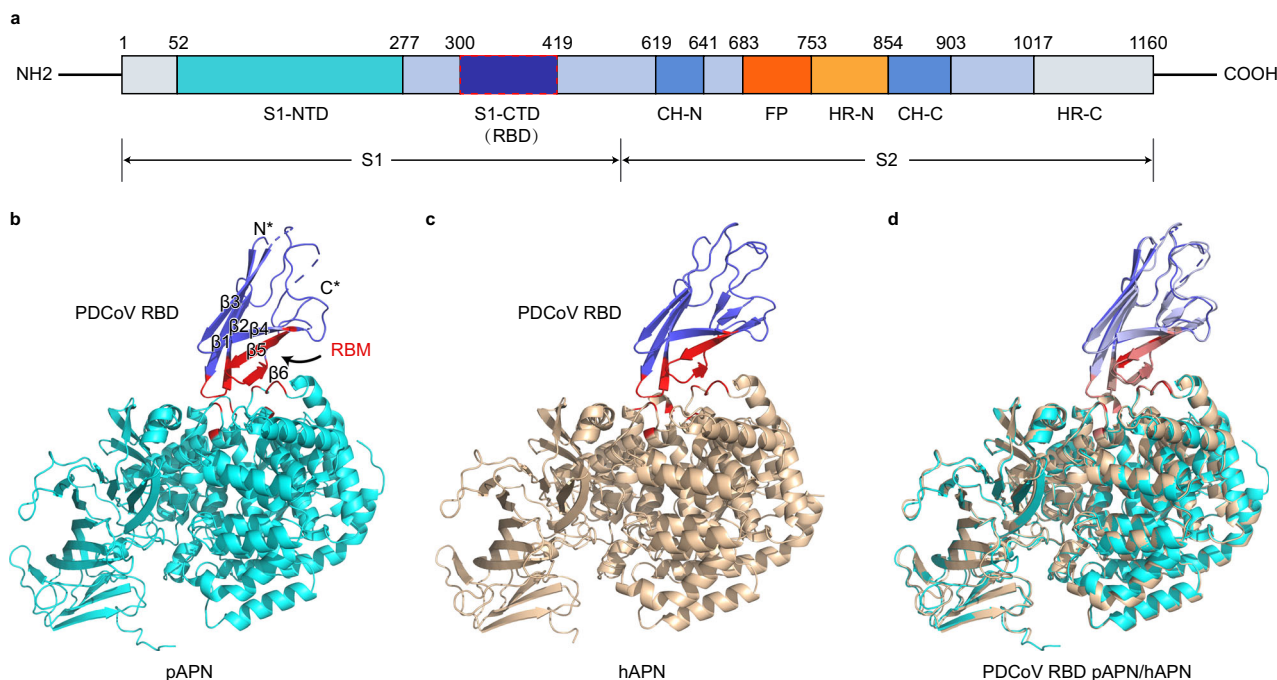 a
1 52 277 300 419 619 641 683 753 854 903 1017 1160
NH2 COOH
S1-NTD S1-CTD CH-N FP HR-N CH-C HR-C
（RBD）
S1 S2
b c d
N*
C*
β3
PDCoV RBD PDCoV RBD
β2 β4
β1 β5 RBM
β6
pAPN hAPN PDCoV RBD pAPN/hAPN